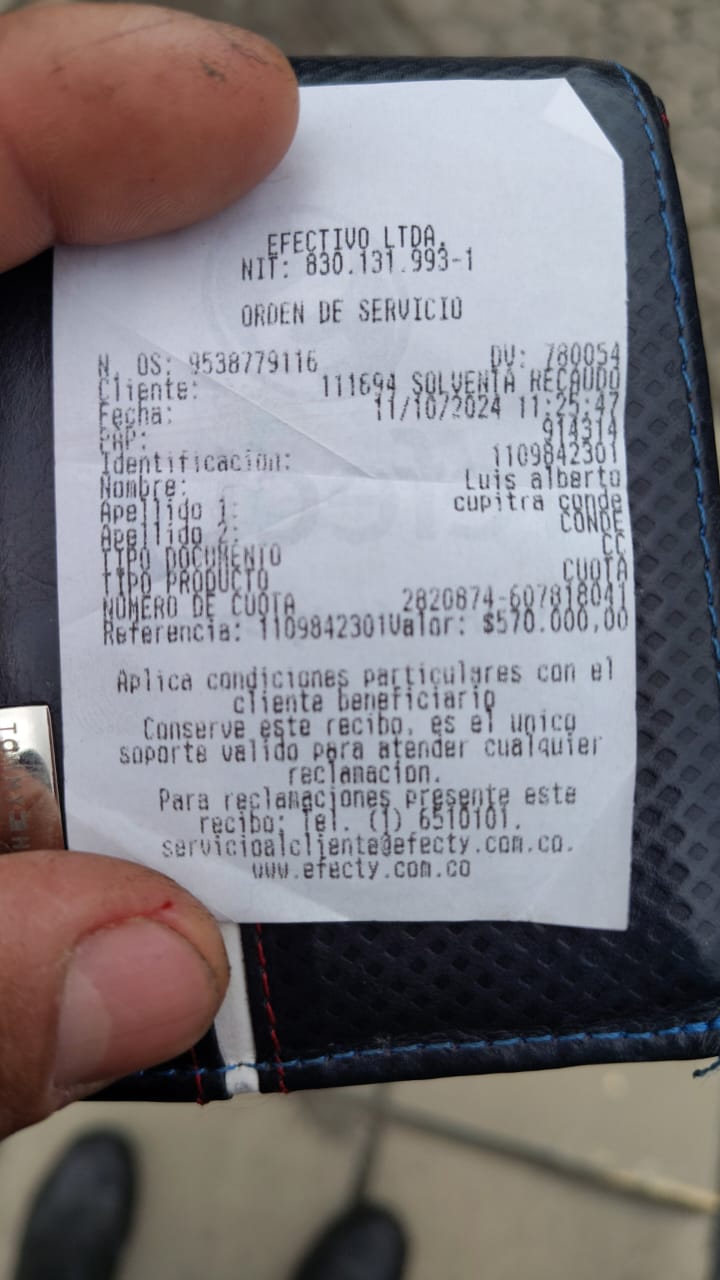 EFECTIVO LTDA.
NIT: 830.131.993-1
ORDEN DE SERVICIO
N. OS: 9538779116 DV: 780054
Cliente: 111694 SOLVENTA RECAUDO
Fecha: 11/10/2024 11:25:47
PAP: 914314
Identificacion: 1109842301
Nombre: Luis alberto
Apellido 1: cupitra conde
Apellido 2: CONDE
TIPO DOCUMENTO CC
TIPO PRODUCTO CUOTA
NUMERO DE CUOTA 2820874-607818041
Referencia: 1109842301Valor: $570.000,00
Aplica condiciones particulares con el
cliente beneficiario
Conserve este recibo, es el unico
soporte valido para atender cualquier
reclamacion.
Para reclamaciones presente este
recibo: Tel. (1) 6510101.
servicioalcliente@efecty.com.co.
www.efecty.com.co